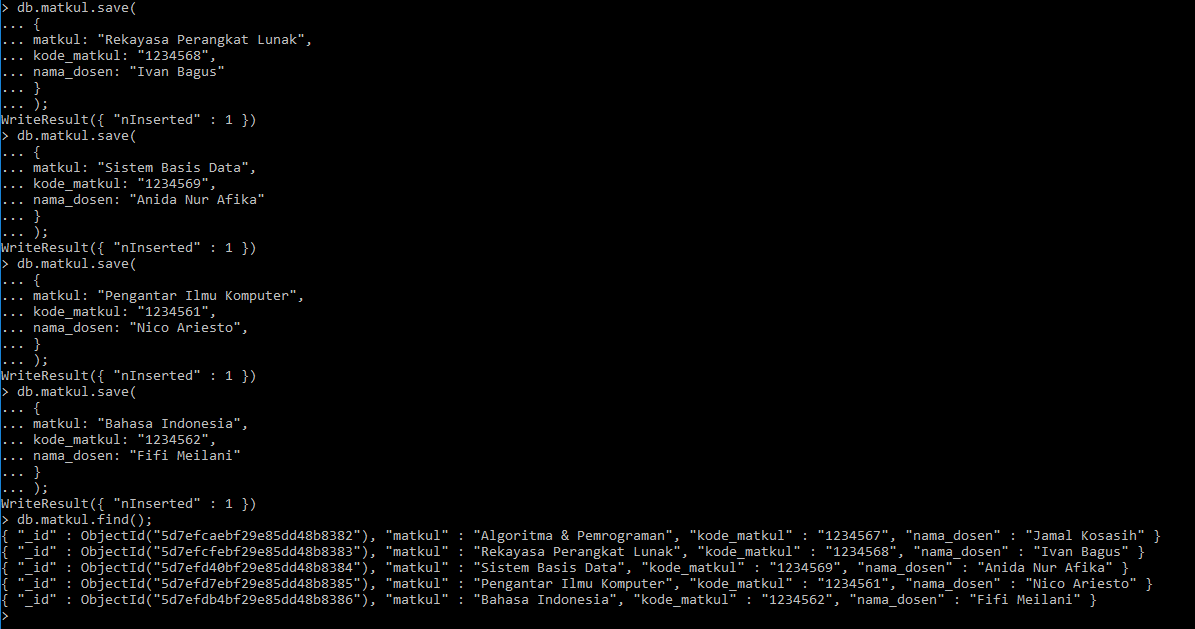 > db.matkul.save(
... {
... matkul: "Rekayasa Perangkat Lunak",
... kode_matkul: "1234568",
... nama_dosen: "Ivan Bagus"
... }
... );
WriteResult({ "nInserted" : 1 })
> db.matkul.save(
... {
... matkul: "Sistem Basis Data",
... kode_matkul: "1234569",
... nama_dosen: "Anida Nur Afika"
... }
... );
WriteResult({ "nInserted" : 1 })
> db.matkul.save(
... {
... matkul: "Pengantar Ilmu Komputer",
... kode_matkul: "1234561",
... nama_dosen: "Nico Ariesto",
... }
... );
WriteResult({ "nInserted" : 1 })
> db.matkul.save(
... {
... matkul: "Bahasa Indonesia",
... kode_matkul: "1234562",
... nama_dosen: "Fifi Meilani"
... }
... );
WriteResult({ "nInserted" : 1 })
> db.matkul.find();
{ "_id" : ObjectId("5d7efcaebf29e85dd48b8382"), "matkul" : "Algoritma & Pemrograman", "kode_matkul" : "1234567", "nama_dosen" : "Jamal Kosasih" }
{ "_id" : ObjectId("5d7efcfebf29e85dd48b8383"), "matkul" : "Rekayasa Perangkat Lunak", "kode_matkul" : "1234568", "nama_dosen" : "Ivan Bagus" }
{ "_id" : ObjectId("5d7efd40bf29e85dd48b8384"), "matkul" : "Sistem Basis Data", "kode_matkul" : "1234569", "nama_dosen" : "Anida Nur Afika" }
{ "_id" : ObjectId("5d7efd7ebf29e85dd48b8385"), "matkul" : "Pengantar Ilmu Komputer", "kode_matkul" : "1234561", "nama_dosen" : "Nico Ariesto" }
{ "_id" : ObjectId("5d7efdb4bf29e85dd48b8386"), "matkul" : "Bahasa Indonesia", "kode_matkul" : "1234562", "nama_dosen" : "Fifi Meilani" }
>